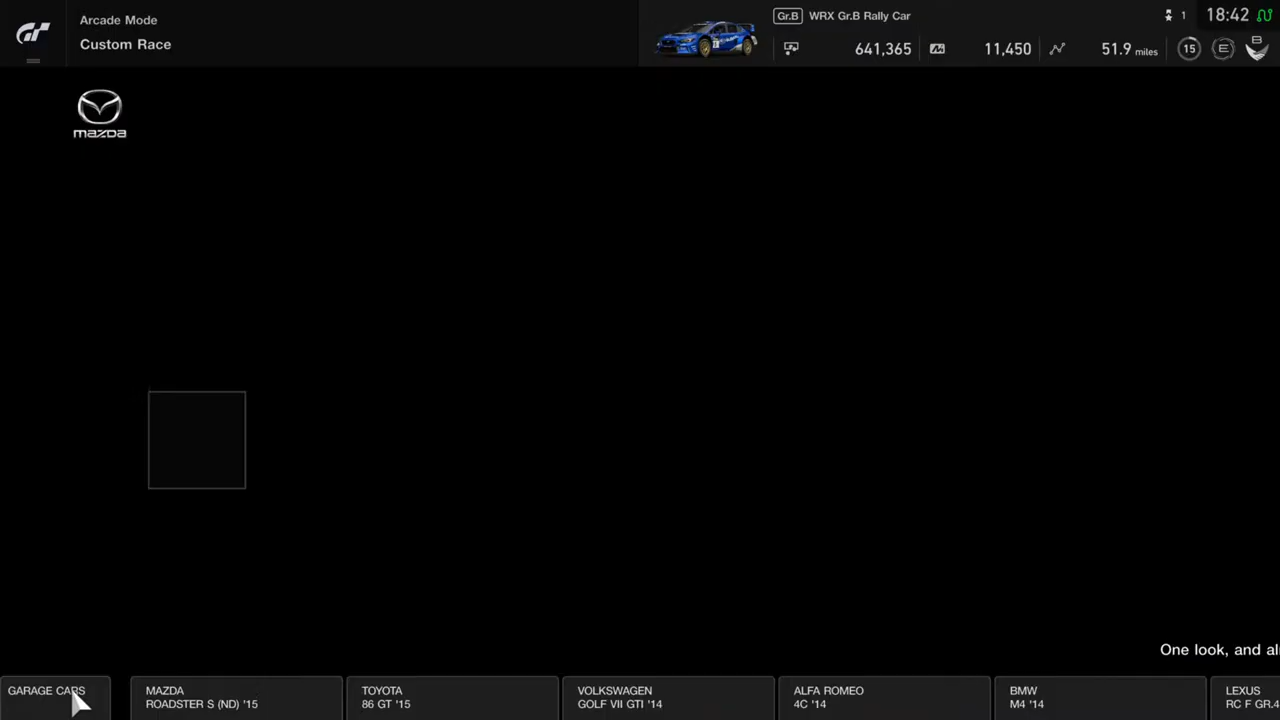 Arcade Mode
Custom Race
Gr.B WRX Gr.B Rally Car
641,365 11,450 51.9 miles 15 E B
1 18:42
mazda
One look, and al
GARAGE CARS
MAZDA
ROADSTER S (ND) '15
TOYOTA
86 GT '15
VOLKSWAGEN
GOLF VII GTI '14
ALFA ROMEO
4C '14
BMW
M4 '14
LEXUS
RC F GR.4